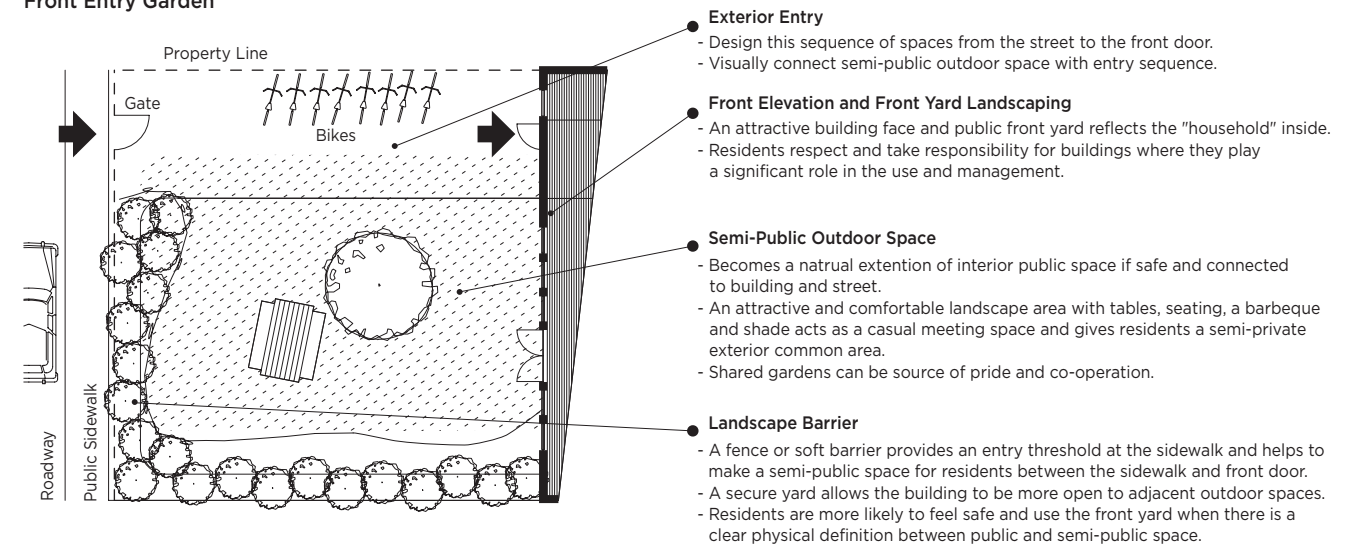 Front Entry Garden
Property Line
Gate
Bikes
Roadway
Public Sidewalk
Exterior Entry
- Design this sequence of spaces from the street to the front door.
- Visually connect semi-public outdoor space with entry sequence.
Front Elevation and Front Yard Landscaping
- An attractive building face and public front yard reflects the "household" inside.
- Residents respect and take responsibility for buildings where they play
a significant role in the use and management.
Semi-Public Outdoor Space
- Becomes a natrual extention of interior public space if safe and connected
to building and street.
- An attractive and comfortable landscape area with tables, seating, a barbeque
and shade acts as a casual meeting space and gives residents a semi-private
exterior common area.
- Shared gardens can be source of pride and co-operation.
Landscape Barrier
- A fence or soft barrier provides an entry threshold at the sidewalk and helps to
make a semi-public space for residents between the sidewalk and front door.
- A secure yard allows the building to be more open to adjacent outdoor spaces.
- Residents are more likely to feel safe and use the front yard when there is a
clear physical definition between public and semi-public space.